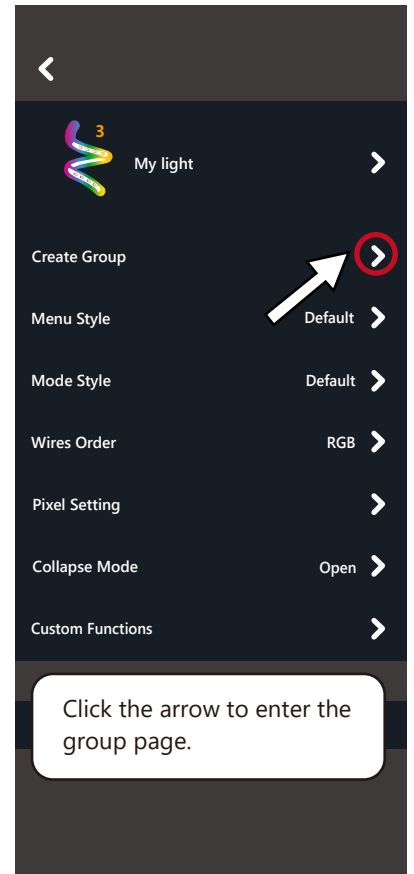 3
My light
Create Group
Menu Style Default
Mode Style Default
Wires Order RGB
Pixel Setting
Collapse Mode Open
Custom Functions
Click the arrow to enter the
group page.